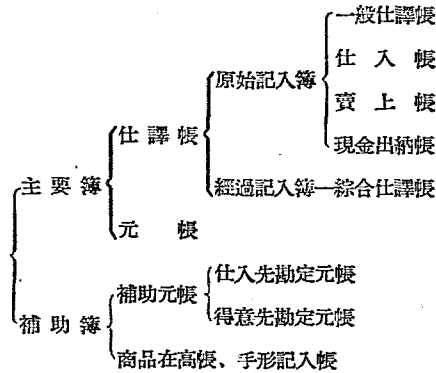 一般仕譯帳
仕入帳
賣上帳
現金出納帳
原始記入簿
仕譯帳
經過記入簿―綜合仕譯帳
主要簿
元帳
補助簿
補助元帳
仕入先勘定元帳
得意先勘定元帳
商品在高帳、手形記入帳